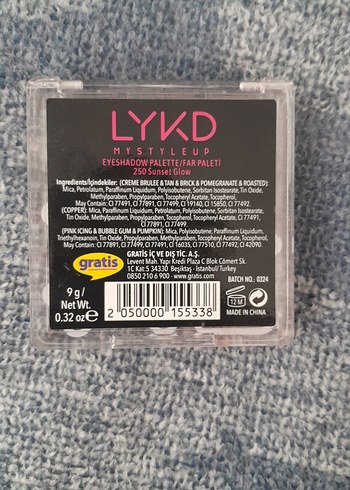 LYKD
MYSTYLEUP
EYESHADOW PALETTE/FAR PALETİ
250 Sunset Glow
Ingredients/İçindekiler: (CREME BRULEE & TAN & BRICK & POMEGRANATE & ROASTED):
Mica, Petrolatum, Paraffinum Liquidum, Polyisobutene, Sorbitan Isostearate, Tin Oxide,
Methylparaben, Propylparaben, Tocopheryl Acetate, Tocopherol.
May Contain: CI 77491, CI 77891, CI 77499, CI 19140, CI 15850, CI 77492.
(COPPER): Mica, Paraffinum Liquidum, Petrolatum, Polyisobutene, Sorbitan Isostearate,
Tin Oxide, Methylparaben, Propylparaben, Tocopheryl Acetate, Tocopherol, CI 77491,
CI 77891, CI 77499
(PINK ICING & BUBBLE GUM & PUMPKIN): Mica, Polyisobutene, Paraffinum Liquidum,
Triethylhexanoin, Tin Oxide, Propylparaben, Methylparaben, Tocopheryl Acetate, Tocopherol,
May Contain: CI 77891, CI 77499, CI 77491, CI 16035, CI 77510, CI 77492, CI 42090.
gratis
GRATİS İÇ VE DIŞ TİC. A.Ş.
Levent Mah. Yapı Kredi Plaza C Blok Cömert Sk.
1C Kat:5 34330 Beşiktaş - İstanbul/ Turkey
0850 210 6 900 - www.gratis.com
BATCH NO.: 0324
9 g/
Net Wt.
0.32 oz e
2 050000 155338
12 M
MADE IN CHINA